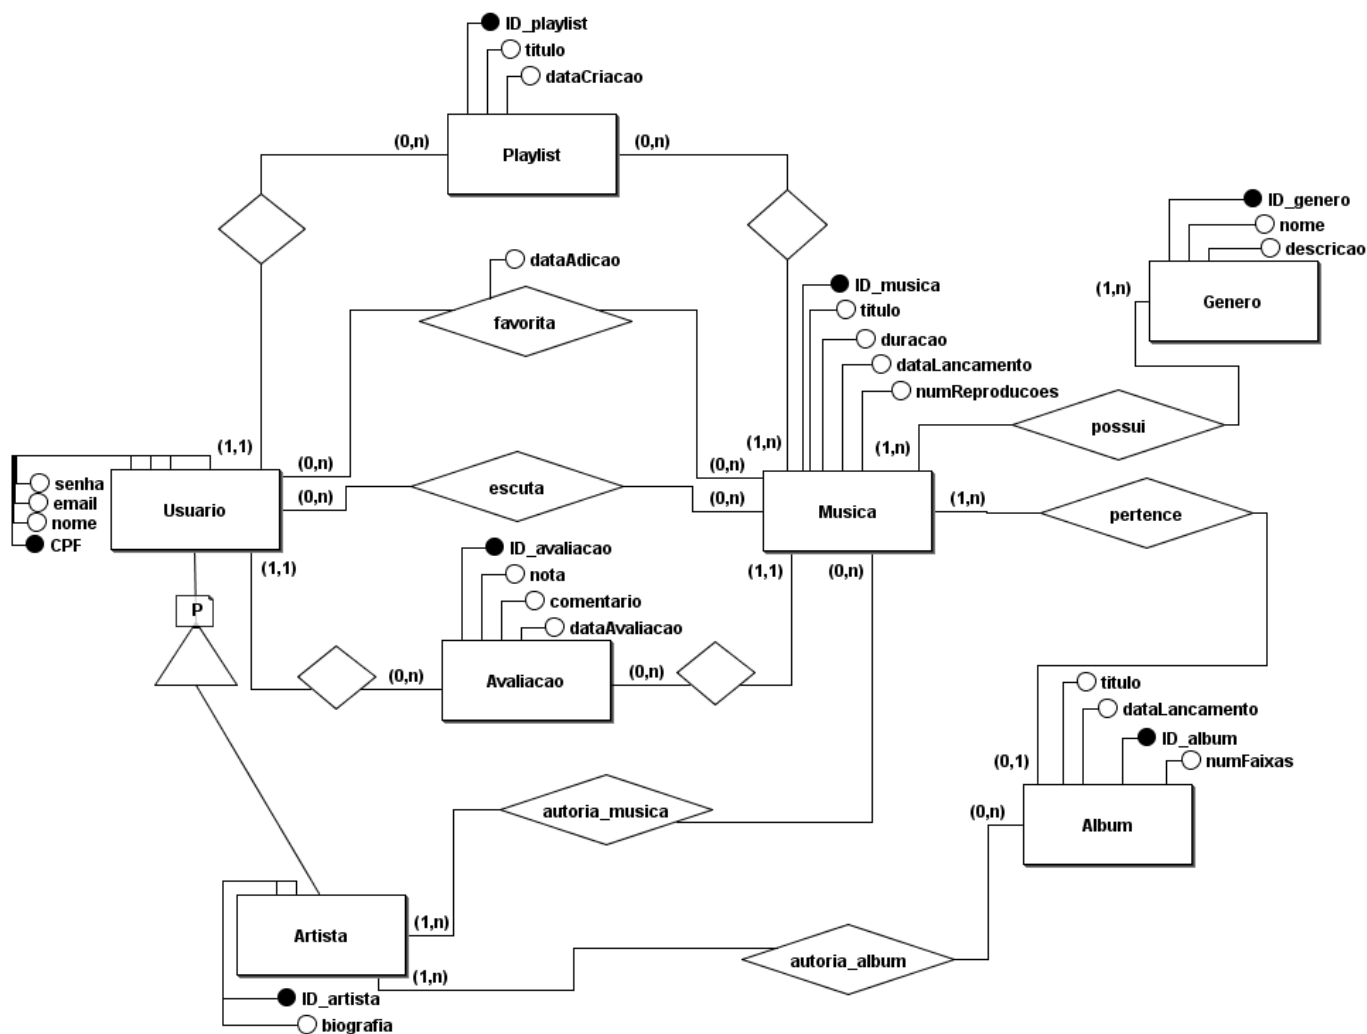 ID_playlist
titulo
dataCriacao
(0,n)
Playlist
(0,n)
ID_genero
nome
descricao
(1,n)
Genero
dataAdicao
favorita
ID_musica
titulo
duracao
dataLancamento
numReproducoes
possui
(1,1)
(0,n)
(1,n)
(0,n)
(1,n)
senha
email
nome
CPF
Usuario
(0,n)
escuta
(0,n)
Musica
(1,n)
pertence
(1,1)
ID_avaliacao
nota
comentario
dataAvaliacao
(1,1)
(0,n)
P
(0,n)
Avaliacao
(0,n)
titulo
dataLancamento
ID_album
numFaixas
(0,1)
(0,n)
Album
autoria_musica
(1,n)
Artista
(1,n)
autoria_album
ID_artista
biografia